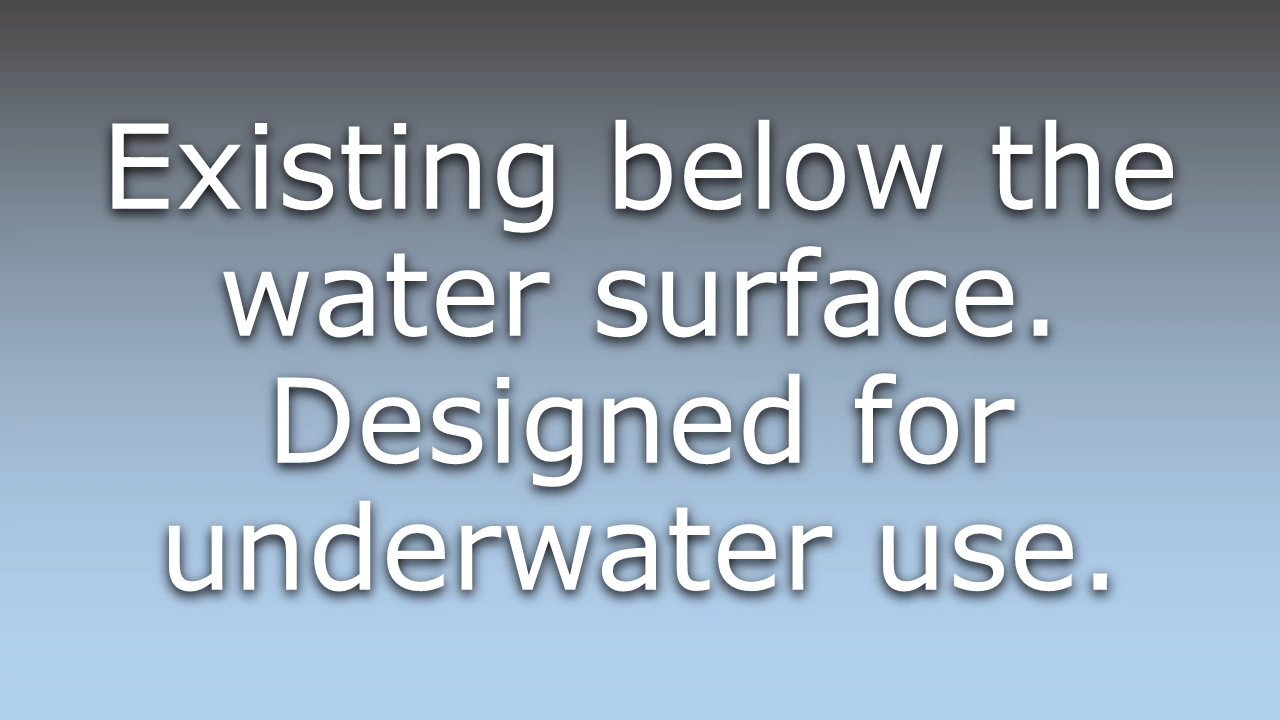 Existing below the
water surface.
Designed for
underwater use.